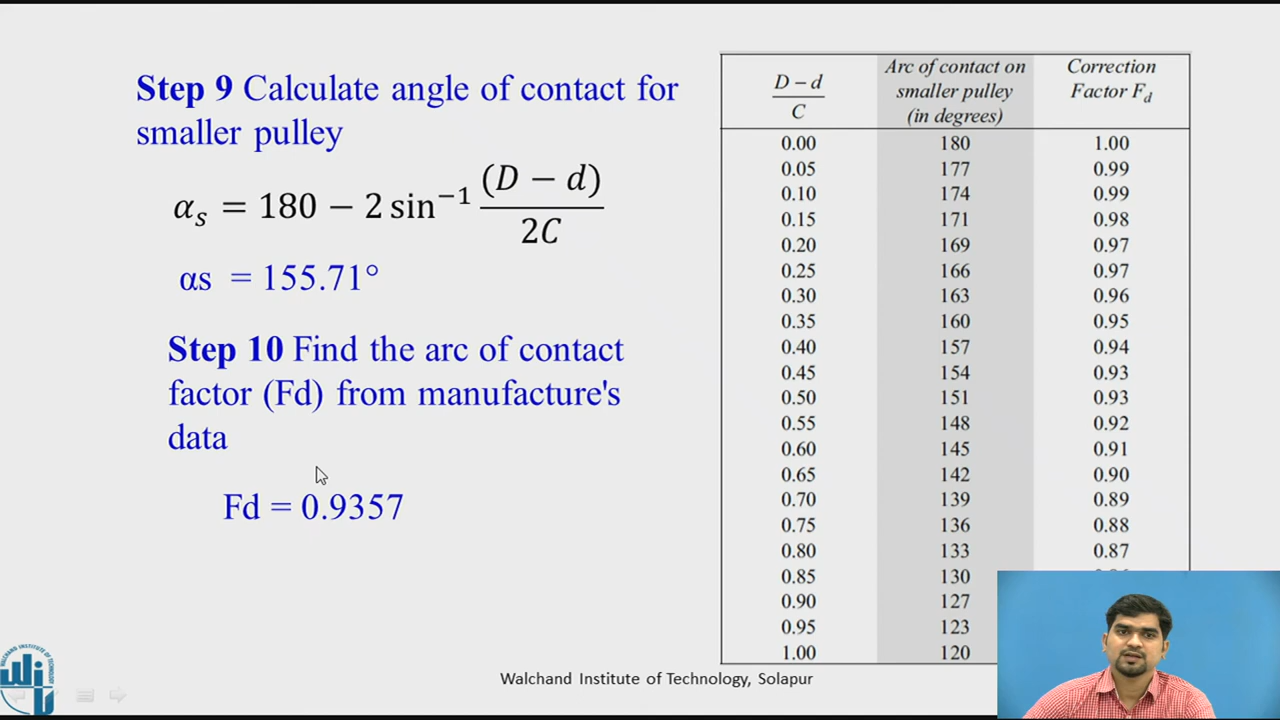 Step 9 Calculate angle of contact for
smaller pulley
αₛ = 180 − 2 sin⁻¹ (D − d)/2C
αs = 155.71°
Step 10 Find the arc of contact
factor (Fd) from manufacture's
data
Fd = 0.9357
D – d / C Arc of contact on smaller pulley (in degrees) Correction Factor F_d
0.00 180 1.00
0.05 177 0.99
0.10 174 0.99
0.15 171 0.98
0.20 169 0.97
0.25 166 0.97
0.30 163 0.96
0.35 160 0.95
0.40 157 0.94
0.45 154 0.93
0.50 151 0.93
0.55 148 0.92
0.60 145 0.91
0.65 142 0.90
0.70 139 0.89
0.75 136 0.88
0.80 133 0.87
0.85 130
0.90 127
0.95 123
1.00 120
WALCHAND INSTITUTE OF TECHNOLOGY
Walchand Institute of Technology, Solapur